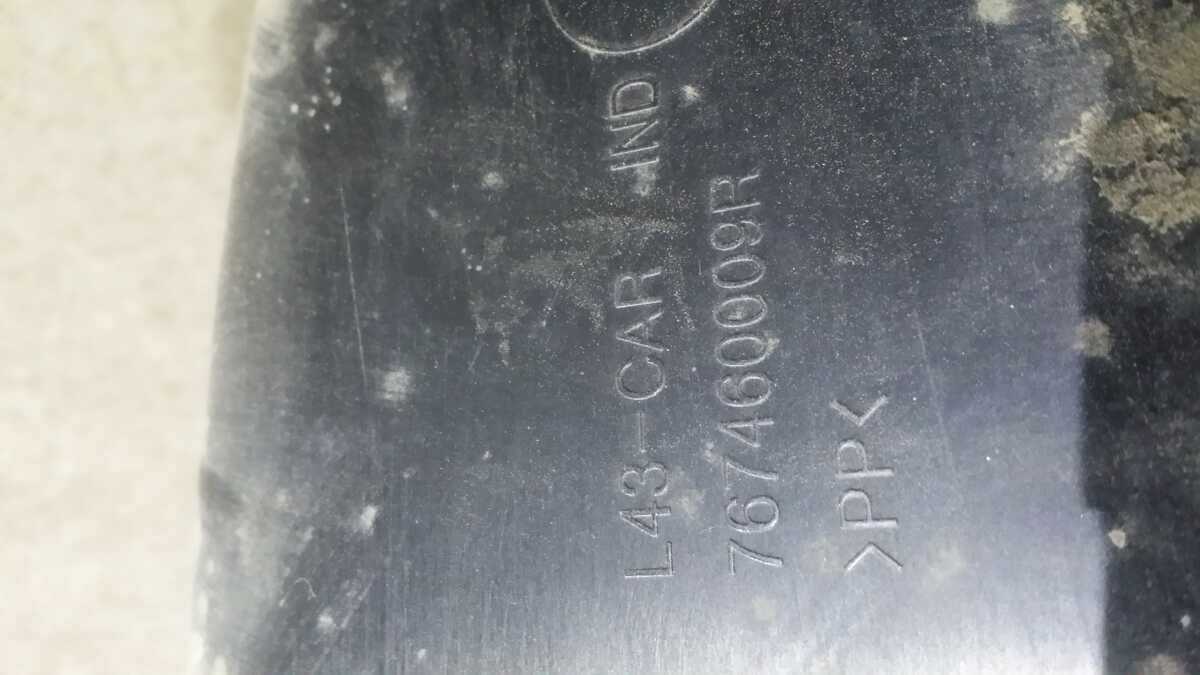 L43-CAR IND
767460009R
>PP<